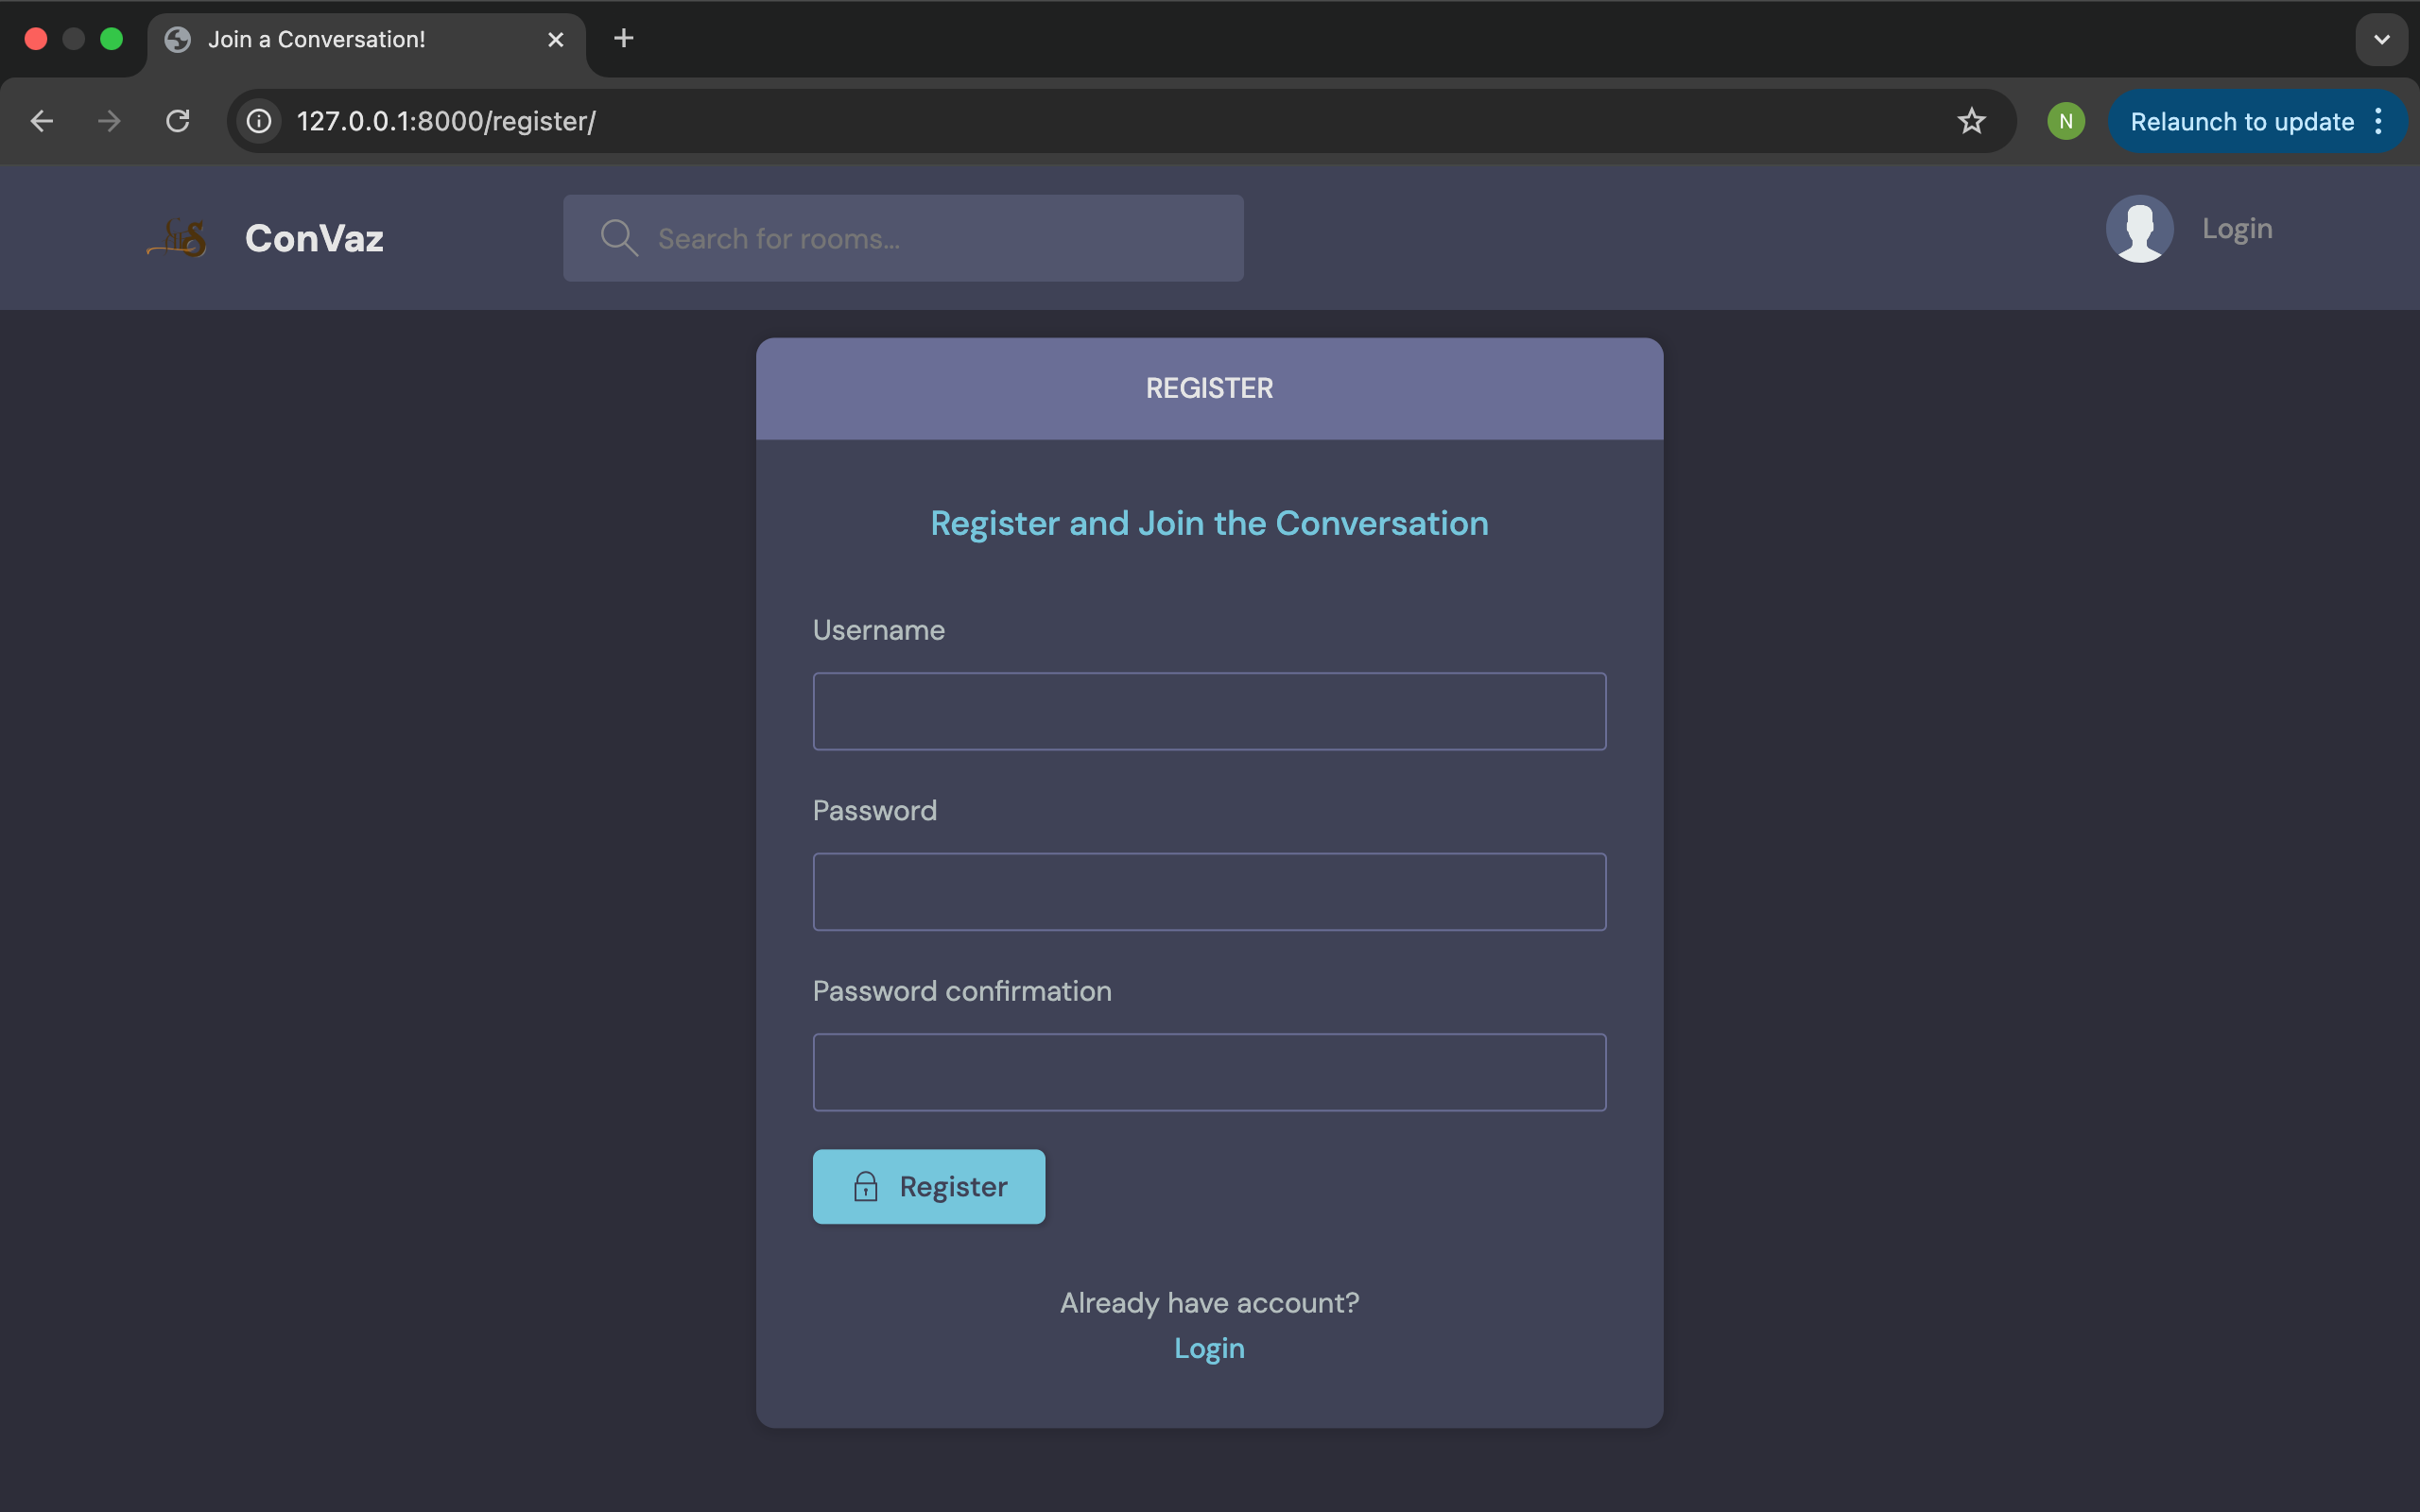 Join a Conversation!
127.0.0.1:8000/register/
N
Relaunch to update
ConVaz
Search for rooms...
Login
REGISTER
Register and Join the Conversation
Username
Password
Password confirmation
Register
Already have account?
Login